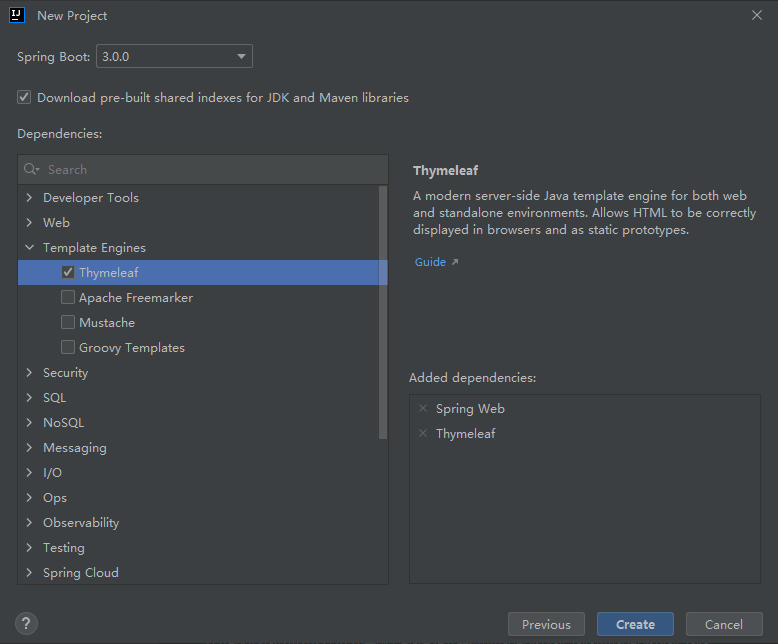 New Project
Spring Boot: 3.0.0
Download pre-built shared indexes for JDK and Maven libraries
Dependencies:
Search
Developer Tools
Web
Template Engines
Thymeleaf
Apache Freemarker
Mustache
Groovy Templates
Security
SQL
NoSQL
Messaging
I/O
Ops
Observability
Testing
Spring Cloud
Thymeleaf
A modern server-side Java template engine for both web
and standalone environments. Allows HTML to be correctly
displayed in browsers and as static prototypes.
Guide
Added dependencies:
Spring Web
Thymeleaf
?
Previous
Create
Cancel